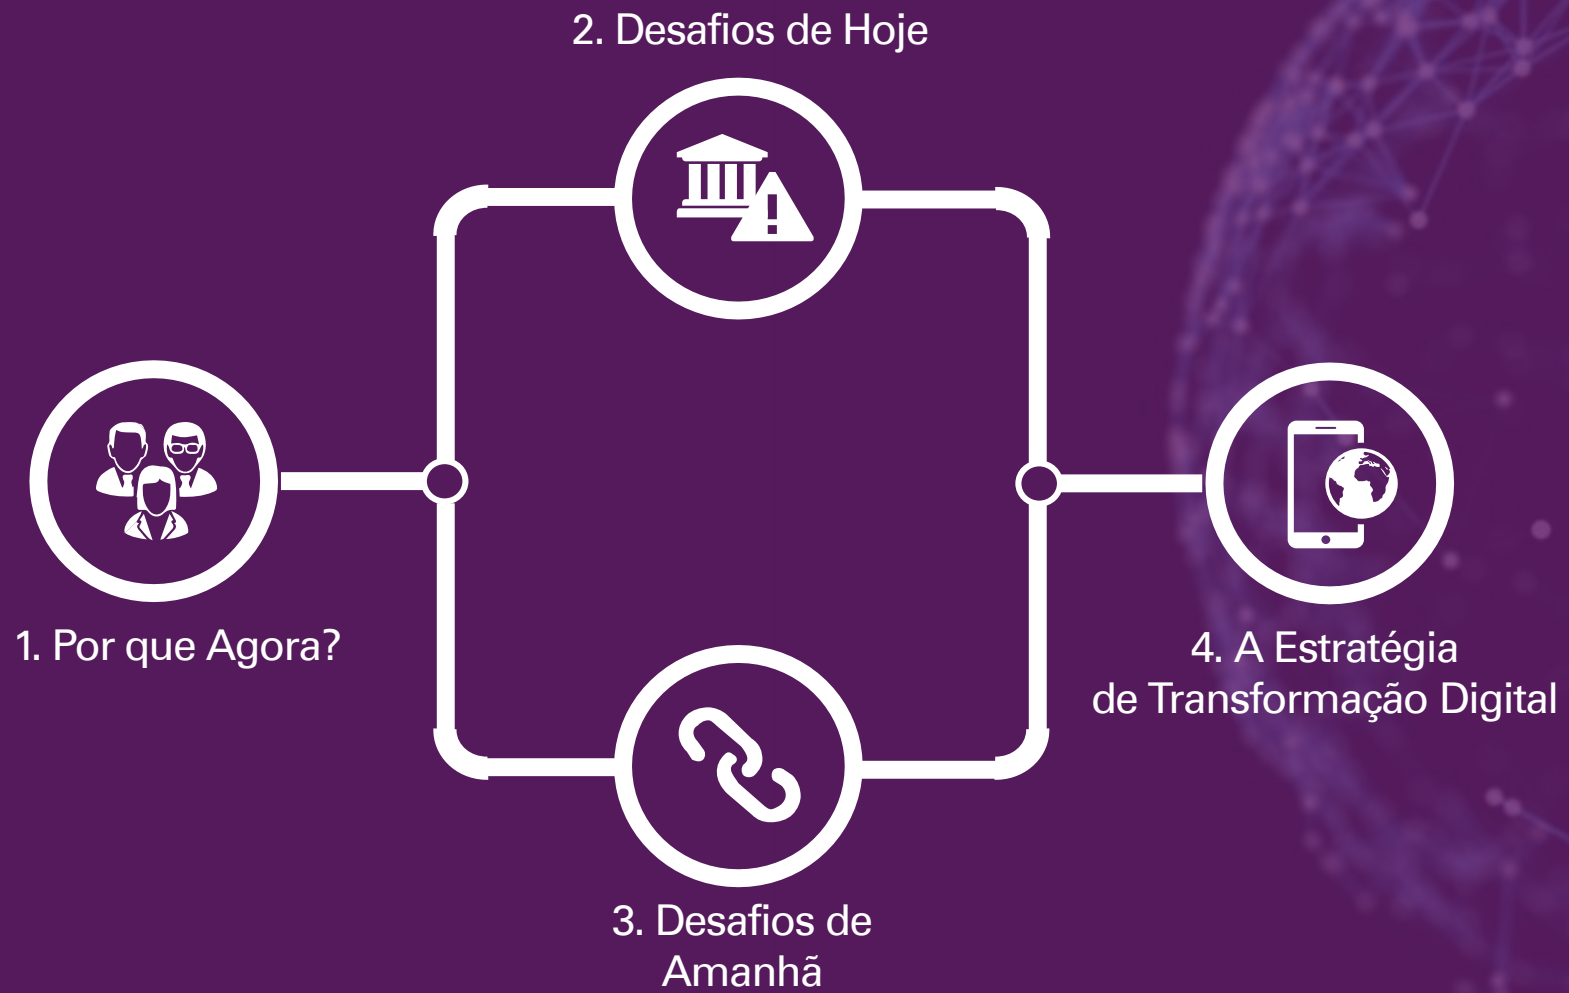 2. Desafios de Hoje
1. Por que Agora?
4. A Estratégia
de Transformação Digital
3. Desafios de
Amanhã